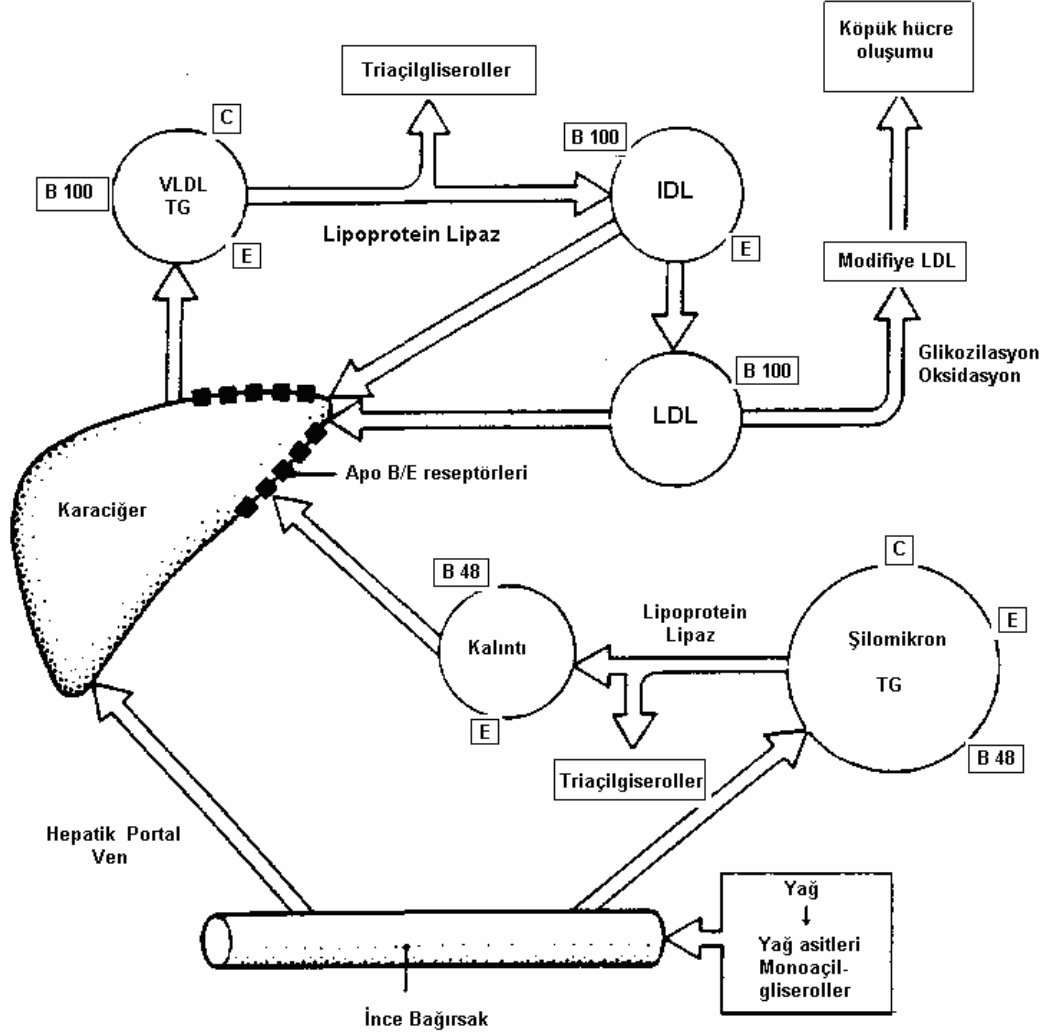 Köpük hücre
oluşumu
Triaçilgliseroller
C
B 100
VLDL
TG
E
Lipoprotein Lipaz
B 100
IDL
E
Modifiye LDL
Glikozilasyon
Oksidasyon
B 100
LDL
Apo B/E reseptörleri
Karaciğer
B 48
Kalıntı
E
Lipoprotein
Lipaz
C
E
Şilomikron
TG
B 48
Triaçilgiseroller
Hepatik Portal
Ven
Yağ
Yağ asitleri
Monoaçil-
gliseroller
İnce Bağırsak